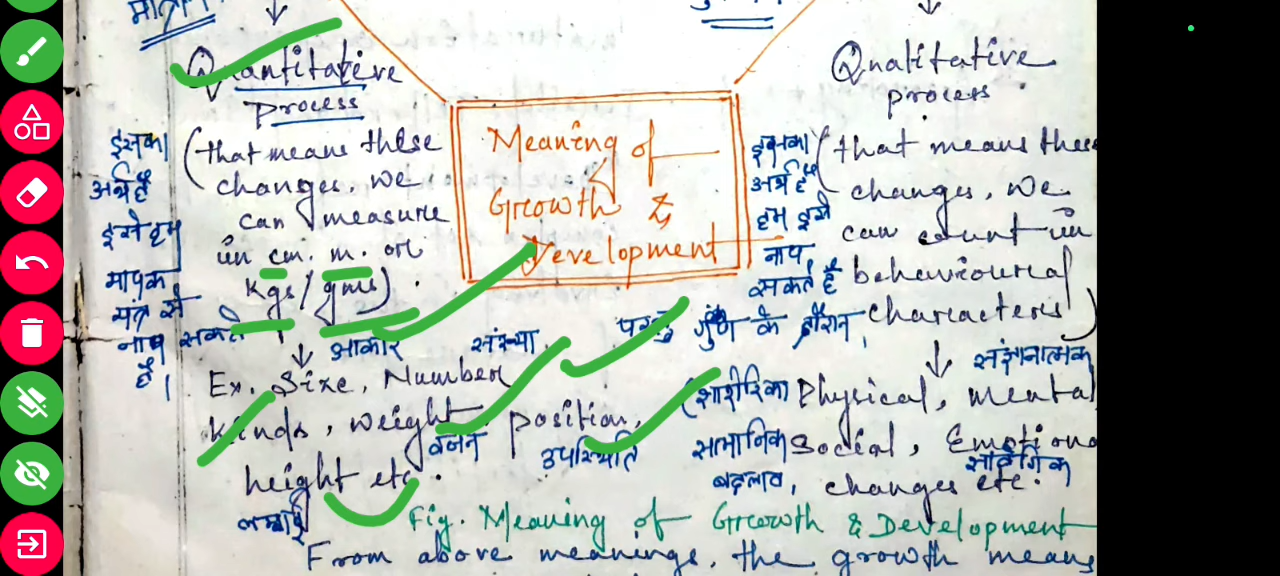 Quantitative
process
इसका
अर्थ है
इसे हम
मापक
यंत्र से
नाप सकते
है।
(that means these
changes, we
can measure
in cm. m. or
kgs/gms).
आकार संख्या
Ex. Size, Number
Kinds, weight, position,
वजन उपस्थिति
height etc.
लम्बाई
Meaning of
Growth &
Development
Qualitative
process.
इसका
अर्थ है
हम इसे
नाप
सकते है
परन्तु गुण के दौरान,
(that means these
changes, we
can count in
behavioural
characters)
संज्ञानात्मक
(शारीरिक) Physical, mental
सामाजिक Social, Emotiona
सांवेगिक
बदलाव, changes etc.
Fig. Meaning of Growth & Development
From above meanings, the growth means